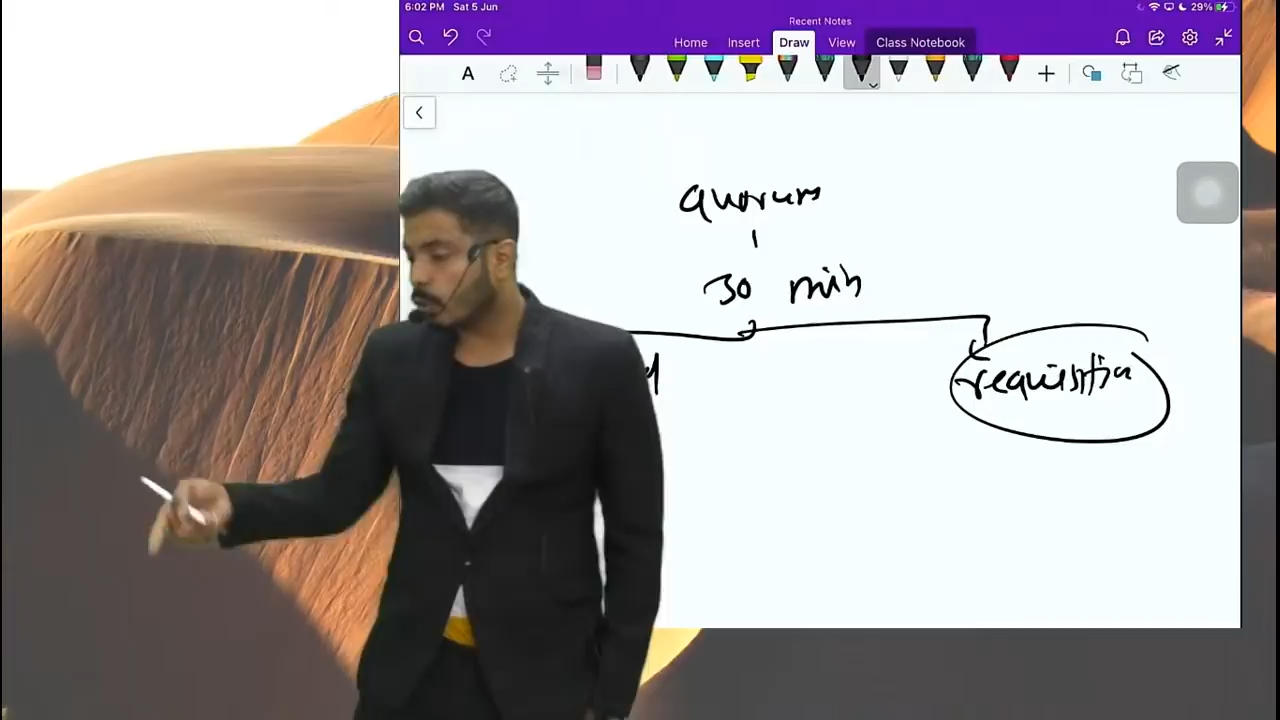 6:02 PM Sat 5 Jun
29%
Recent Notes
Home Insert Draw View Class Notebook
A
Quorum
30 min
requisition